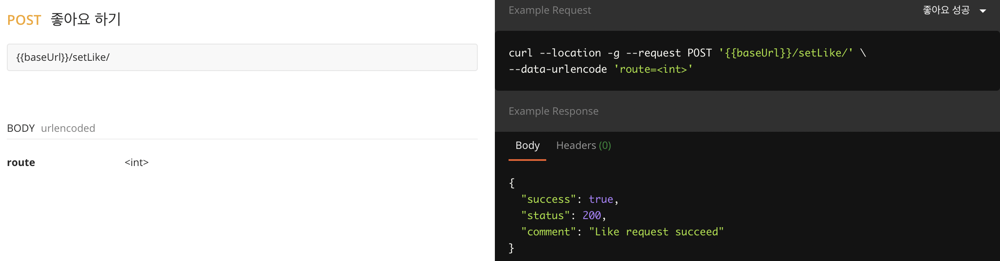 POST 좋아요 하기
{{baseUrl}}/setLike/
BODY urlencoded
route <int>
Example Request 좋아요 성공
curl --location -g --request POST '{{baseUrl}}/setLike/' \
--data-urlencode 'route=<int>'
Example Response
Body Headers (0)
{
  "success": true,
  "status": 200,
  "comment": "Like request succeed"
}